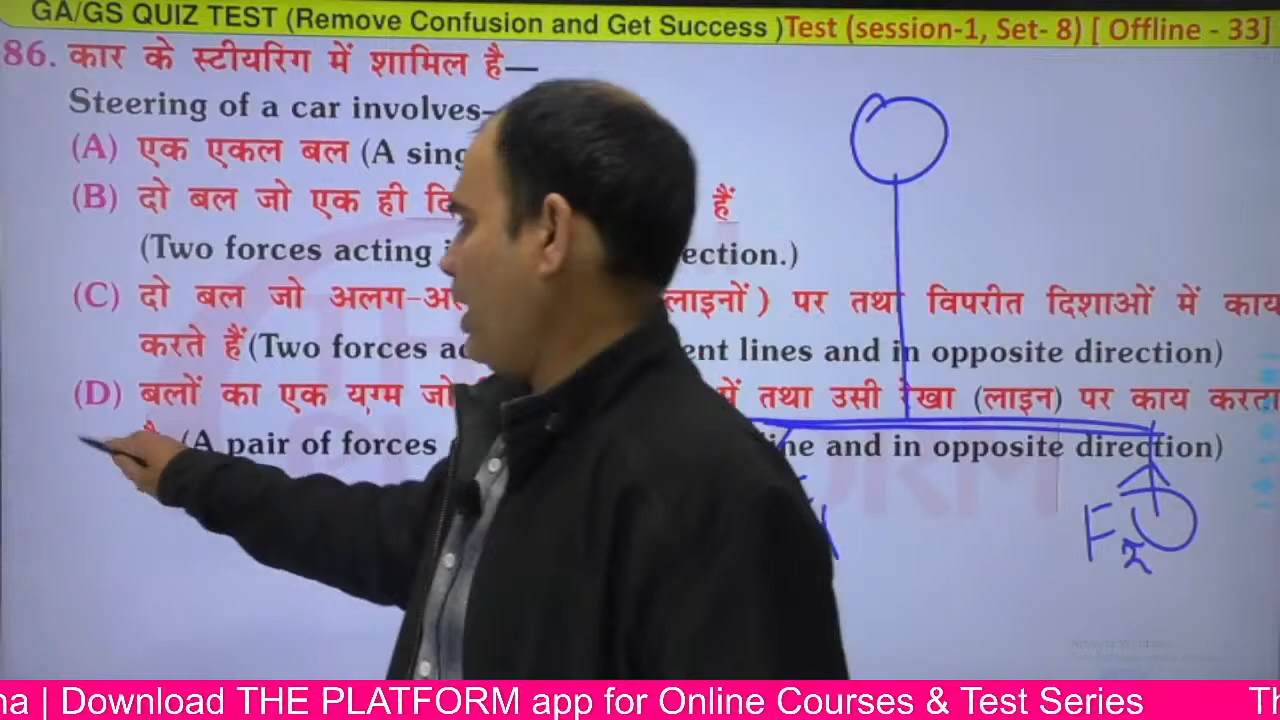 GA/GS QUIZ TEST (Remove Confusion and Get Success )Test (session-1, Set- 8) [ Offline - 33]
86. कार के स्टीयरिंग में शामिल है—
Steering of a car involves-
(A) एक एकल बल (A sing
(B) दो बल जो एक ही हैं
(Two forces acting ection.)
(C) दो बल जो अलग-अ लाइनों ) पर तथा विपरीत दिशाओं में काय
करते हैं(Two forces a ent lines and in opposite direction)
(D) बलों का एक युग्म जो में तथा उसी रेखा (लाइन) पर काय करता
(A pair of forces ine and in opposite direction)
F2
na | Download THE PLATFORM app for Online Courses & Test Series Th